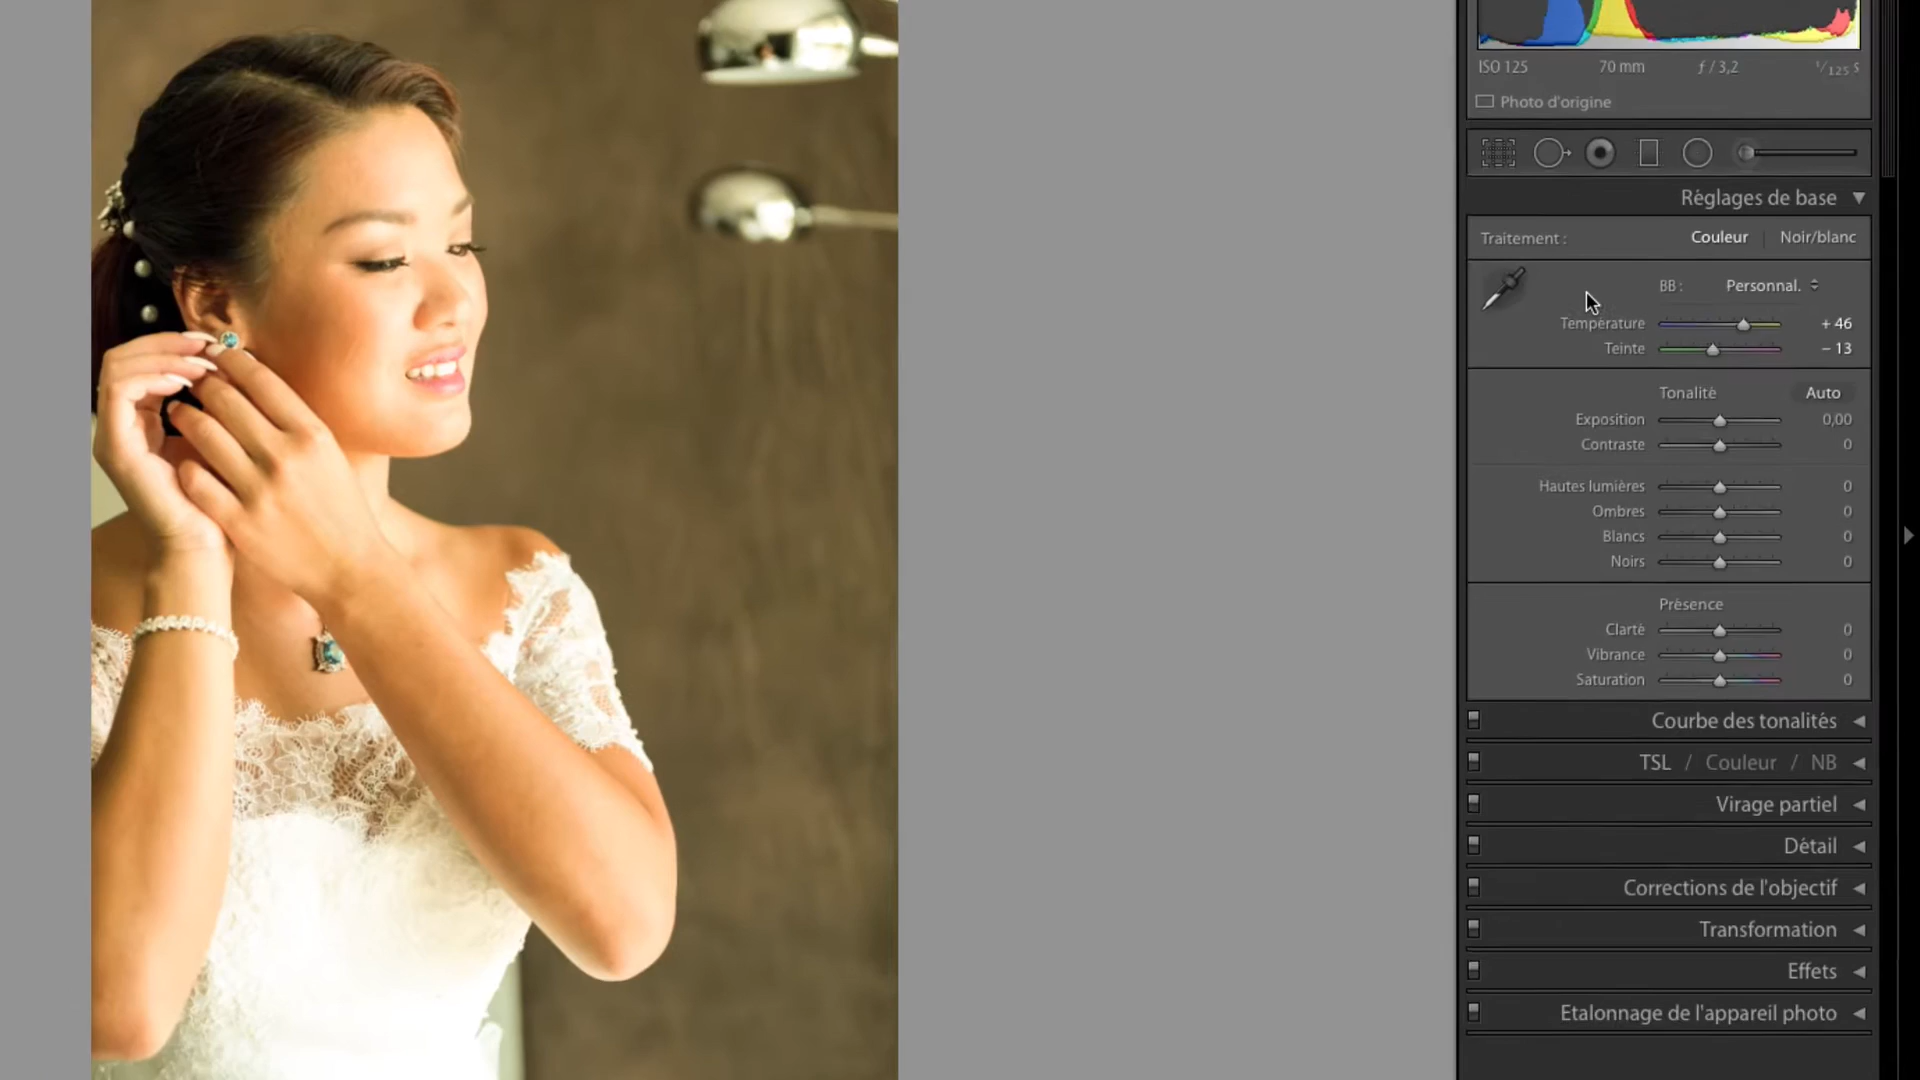 ISO 125 70 mm ƒ / 3,2 1/125 s
Photo d'origine
Réglages de base
Traitement : Couleur Noir/blanc
BB : Personnal.
Température + 46
Teinte – 13
Tonalité Auto
Exposition 0,00
Contraste 0
Hautes lumières 0
Ombres 0
Blancs 0
Noirs 0
Présence
Clarté 0
Vibrance 0
Saturation 0
Courbe des tonalités
TSL / Couleur / NB
Virage partiel
Détail
Corrections de l'objectif
Transformation
Effets
Etalonnage de l'appareil photo